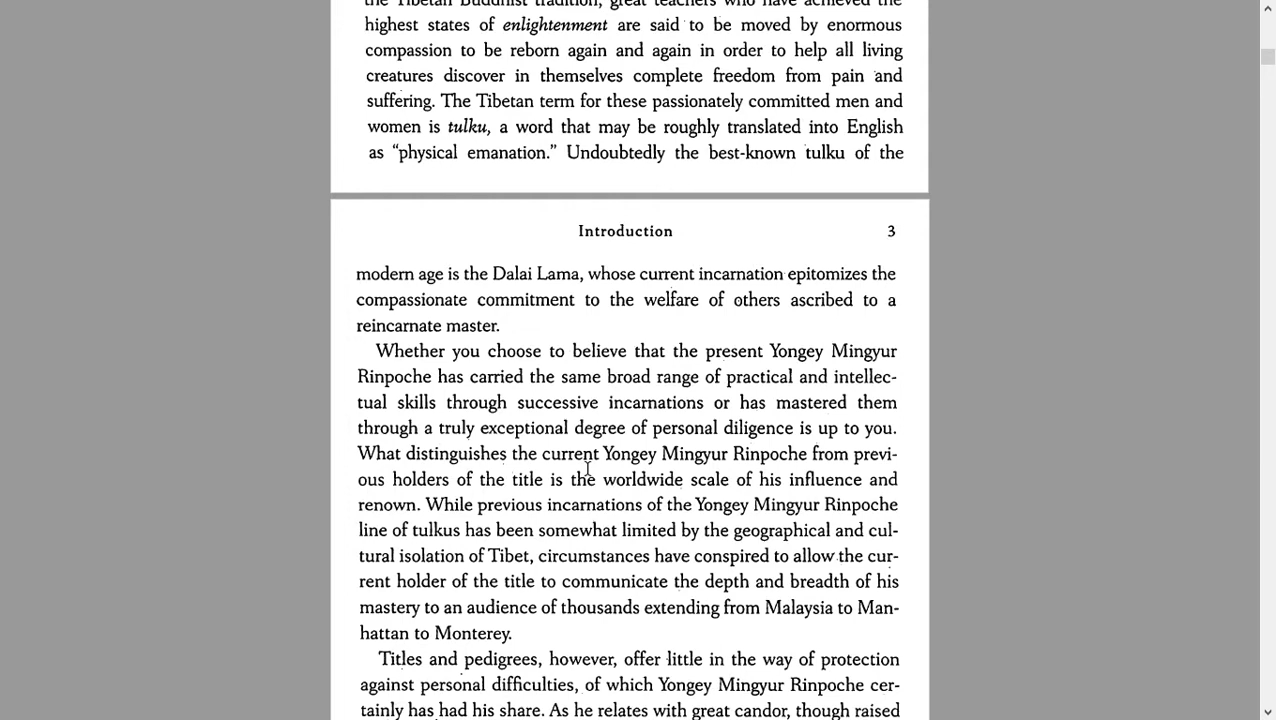 the Tibetan Buddhist tradition, great teachers who have achieved the
highest states of enlightenment are said to be moved by enormous
compassion to be reborn again and again in order to help all living
creatures discover in themselves complete freedom from pain and
suffering. The Tibetan term for these passionately committed men and
women is tulku, a word that may be roughly translated into English
as “physical emanation.” Undoubtedly the best-known tulku of the
Introduction 3
modern age is the Dalai Lama, whose current incarnation epitomizes the
compassionate commitment to the welfare of others ascribed to a
reincarnate master.
Whether you choose to believe that the present Yongey Mingyur
Rinpoche has carried the same broad range of practical and intellec-
tual skills through successive incarnations or has mastered them
through a truly exceptional degree of personal diligence is up to you.
What distinguishes the current Yongey Mingyur Rinpoche from previ-
ous holders of the title is the worldwide scale of his influence and
renown. While previous incarnations of the Yongey Mingyur Rinpoche
line of tulkus has been somewhat limited by the geographical and cul-
tural isolation of Tibet, circumstances have conspired to allow the cur-
rent holder of the title to communicate the depth and breadth of his
mastery to an audience of thousands extending from Malaysia to Man-
hattan to Monterey.
Titles and pedigrees, however, offer little in the way of protection
against personal difficulties, of which Yongey Mingyur Rinpoche cer-
tainly has had his share. As he relates with great candor, though raised